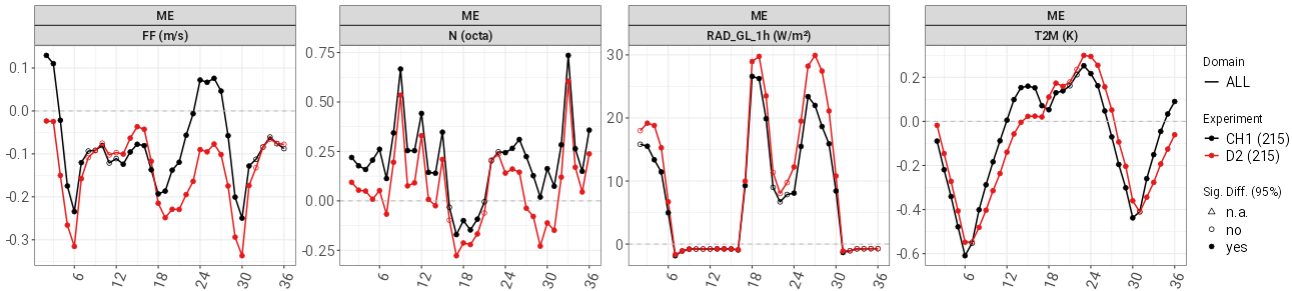 ME
FF (m/s)
0.1
0.0
-0.1
-0.2
-0.3
6
12
18
24
30
36
ME
N (octa)
0.75
0.50
0.25
0.00
-0.25
6
12
18
24
30
36
ME
RAD_GL_1h (W/m²)
30
20
10
0
6
12
18
24
30
36
ME
T2M (K)
0.2
0.0
-0.2
-0.4
-0.6
6
12
18
24
30
36
Domain
ALL
Experiment
CH1 (215)
D2 (215)
Sig. Diff. (95%)
n.a.
no
yes